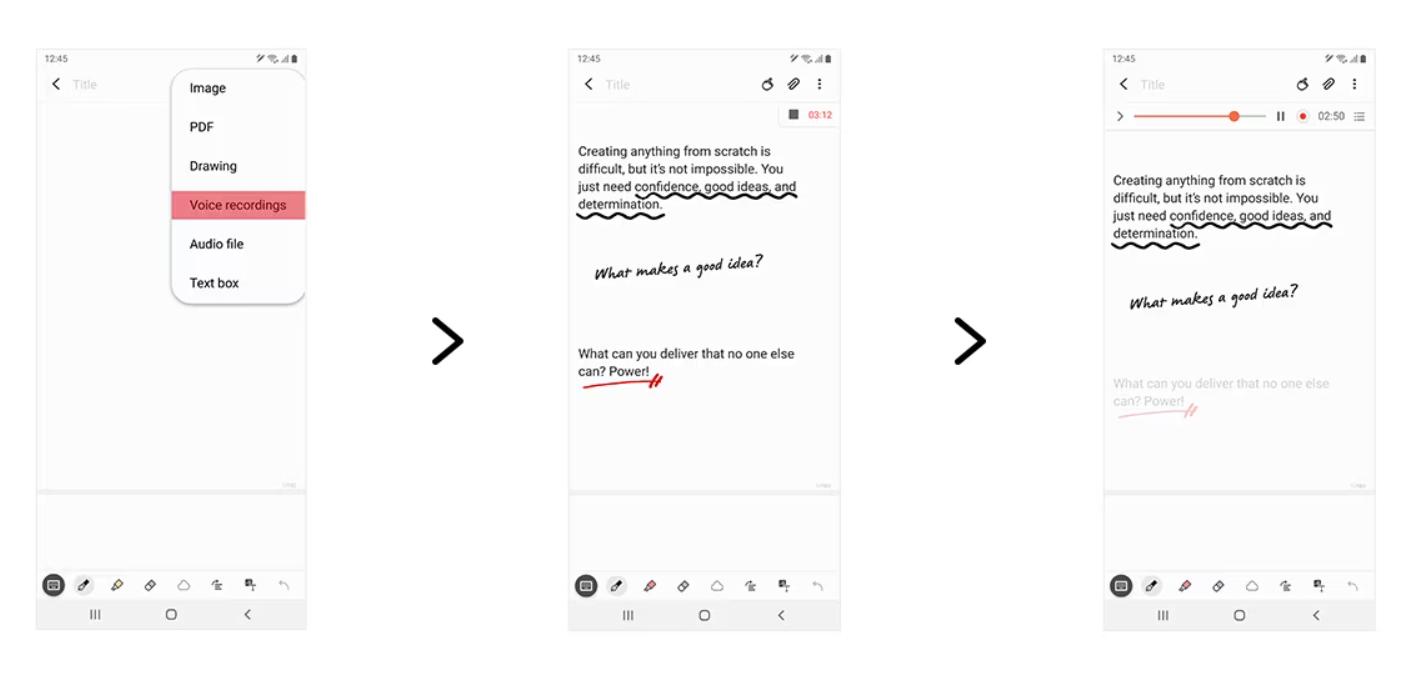 12:45
Title
Image
PDF
Drawing
Voice recordings
Audio file
Text box
12:45
Title
03:12
Creating anything from scratch is
difficult, but it's not impossible. You
just need confidence, good ideas, and
determination.
What makes a good idea?
What can you deliver that no one else
can? Power!
12:45
Title
02:50
Creating anything from scratch is
difficult, but it's not impossible. You
just need confidence, good ideas, and
determination.
What makes a good idea?
What can you deliver that no one else
can? Power!